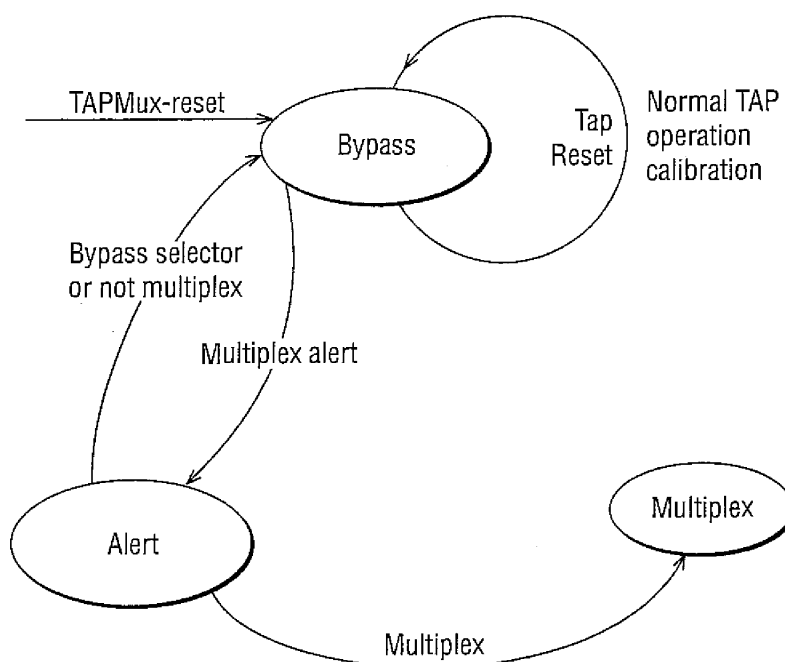 TAPMux-reset
Bypass
Tap
Reset
Normal TAP
operation
calibration
Bypass selector
or not multiplex
Multiplex alert
Alert
Multiplex
Multiplex